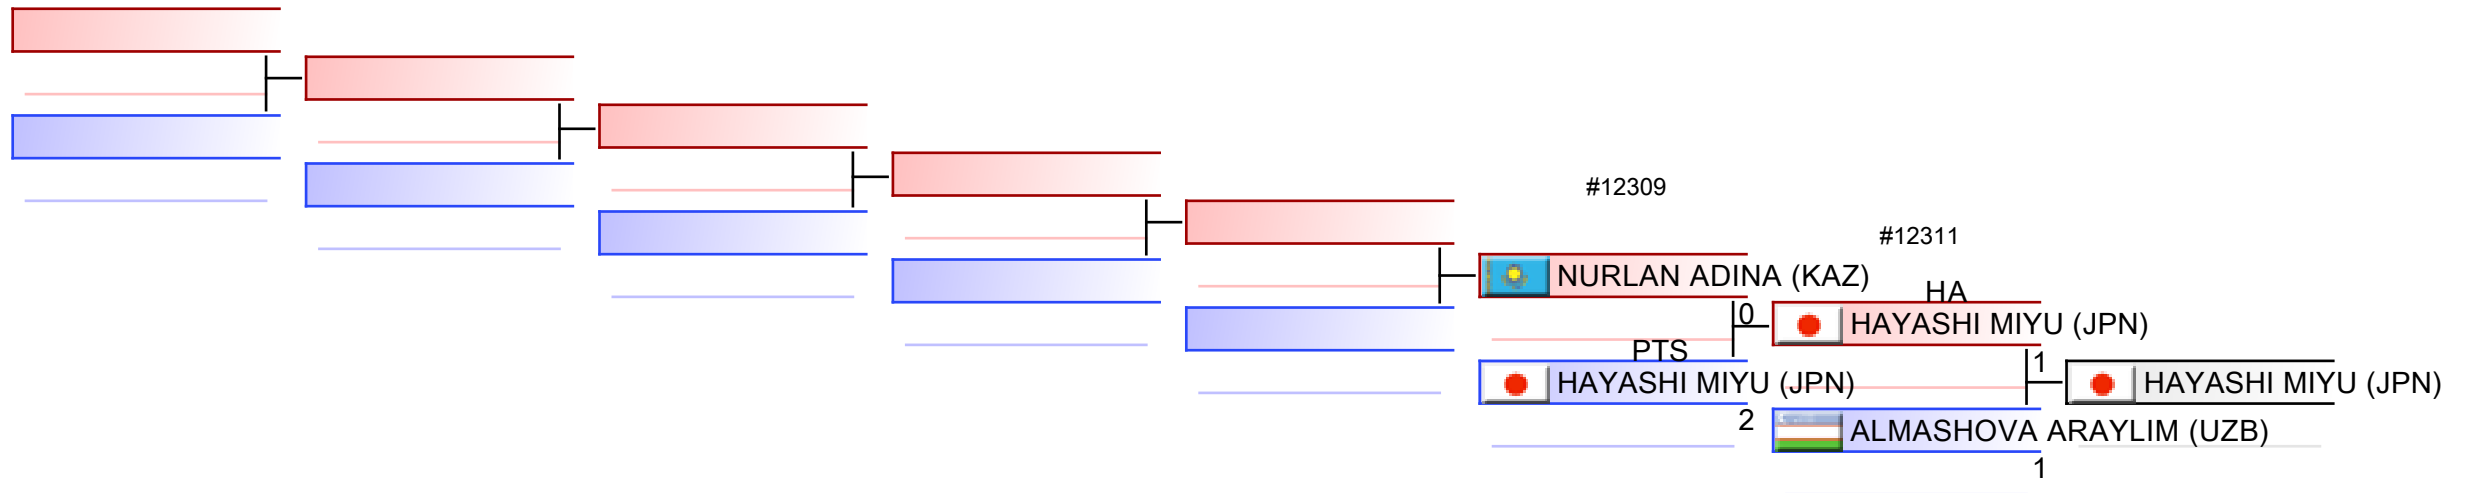 #12309
#12311
NURLAN ADINA (KAZ)
HA
0
HAYASHI MIYU (JPN)
PTS
1
HAYASHI MIYU (JPN)
HAYASHI MIYU (JPN)
2
ALMASHOVA ARAYLIM (UZB)
1